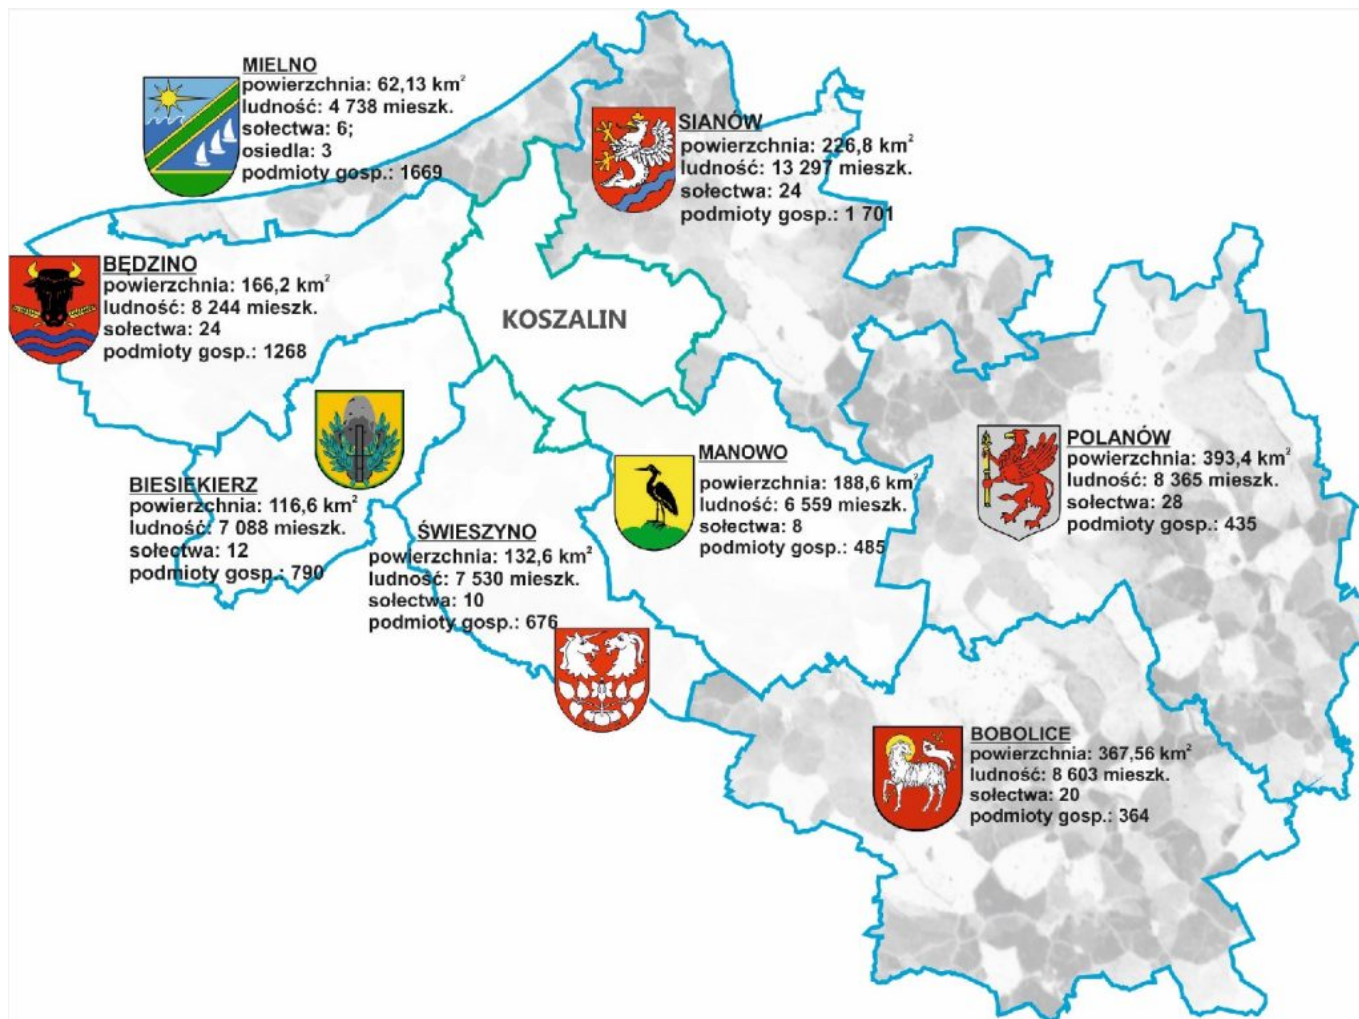 MIELNO
powierzchnia: 62,13 km²
ludność: 4 738 mieszk.
sołectwa: 6;
osiedla: 3
podmioty gosp.: 1669
SIANÓW
powierzchnia: 226,8 km²
ludność: 13 297 mieszk.
sołectwa: 24
podmioty gosp.: 1 701
BĘDZINO
powierzchnia: 166,2 km²
ludność: 8 244 mieszk.
sołectwa: 24
podmioty gosp.: 1268
KOSZALIN
BIESIEKIERZ
powierzchnia: 116,6 km²
ludność: 7 088 mieszk.
sołectwa: 12
podmioty gosp.: 790
ŚWIESZYNO
powierzchnia: 132,6 km²
ludność: 7 530 mieszk.
sołectwa: 10
podmioty gosp.: 676
MANOWO
powierzchnia: 188,6 km²
ludność: 6 559 mieszk.
sołectwa: 8
podmioty gosp.: 485
POLANÓW
powierzchnia: 393,4 km²
ludność: 8 365 mieszk.
sołectwa: 28
podmioty gosp.: 435
BOBOLICE
powierzchnia: 367,56 km²
ludność: 8 603 mieszk.
sołectwa: 20
podmioty gosp.: 364